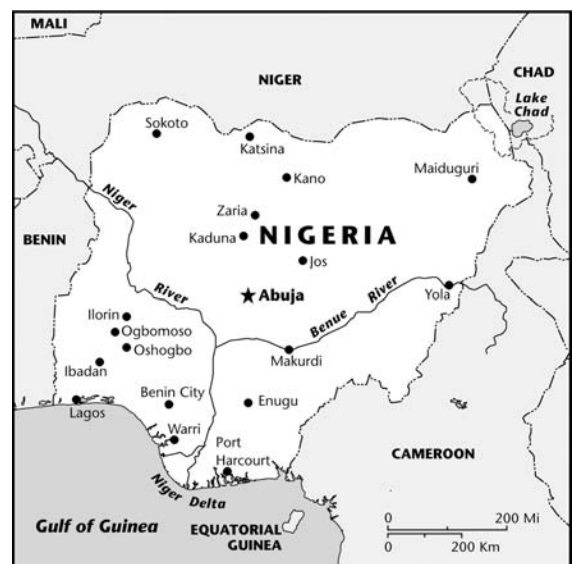 MALI
NIGER
CHAD
Lake
Chad
Sokoto
Katsina
Kano
Maiduguri
Niger
Zaria
BENIN
Kaduna
NIGERIA
Jos
River
Abuja
Benue River
Yola
Ilorin
Ogbomoso
Oshogbo
Makurdi
Ibadan
Lagos
Benin City
Enugu
Warri
Port
Harcourt
CAMEROON
Niger Delta
Gulf of Guinea
EQUATORIAL
GUINEA
0 200 Mi
0 200 Km